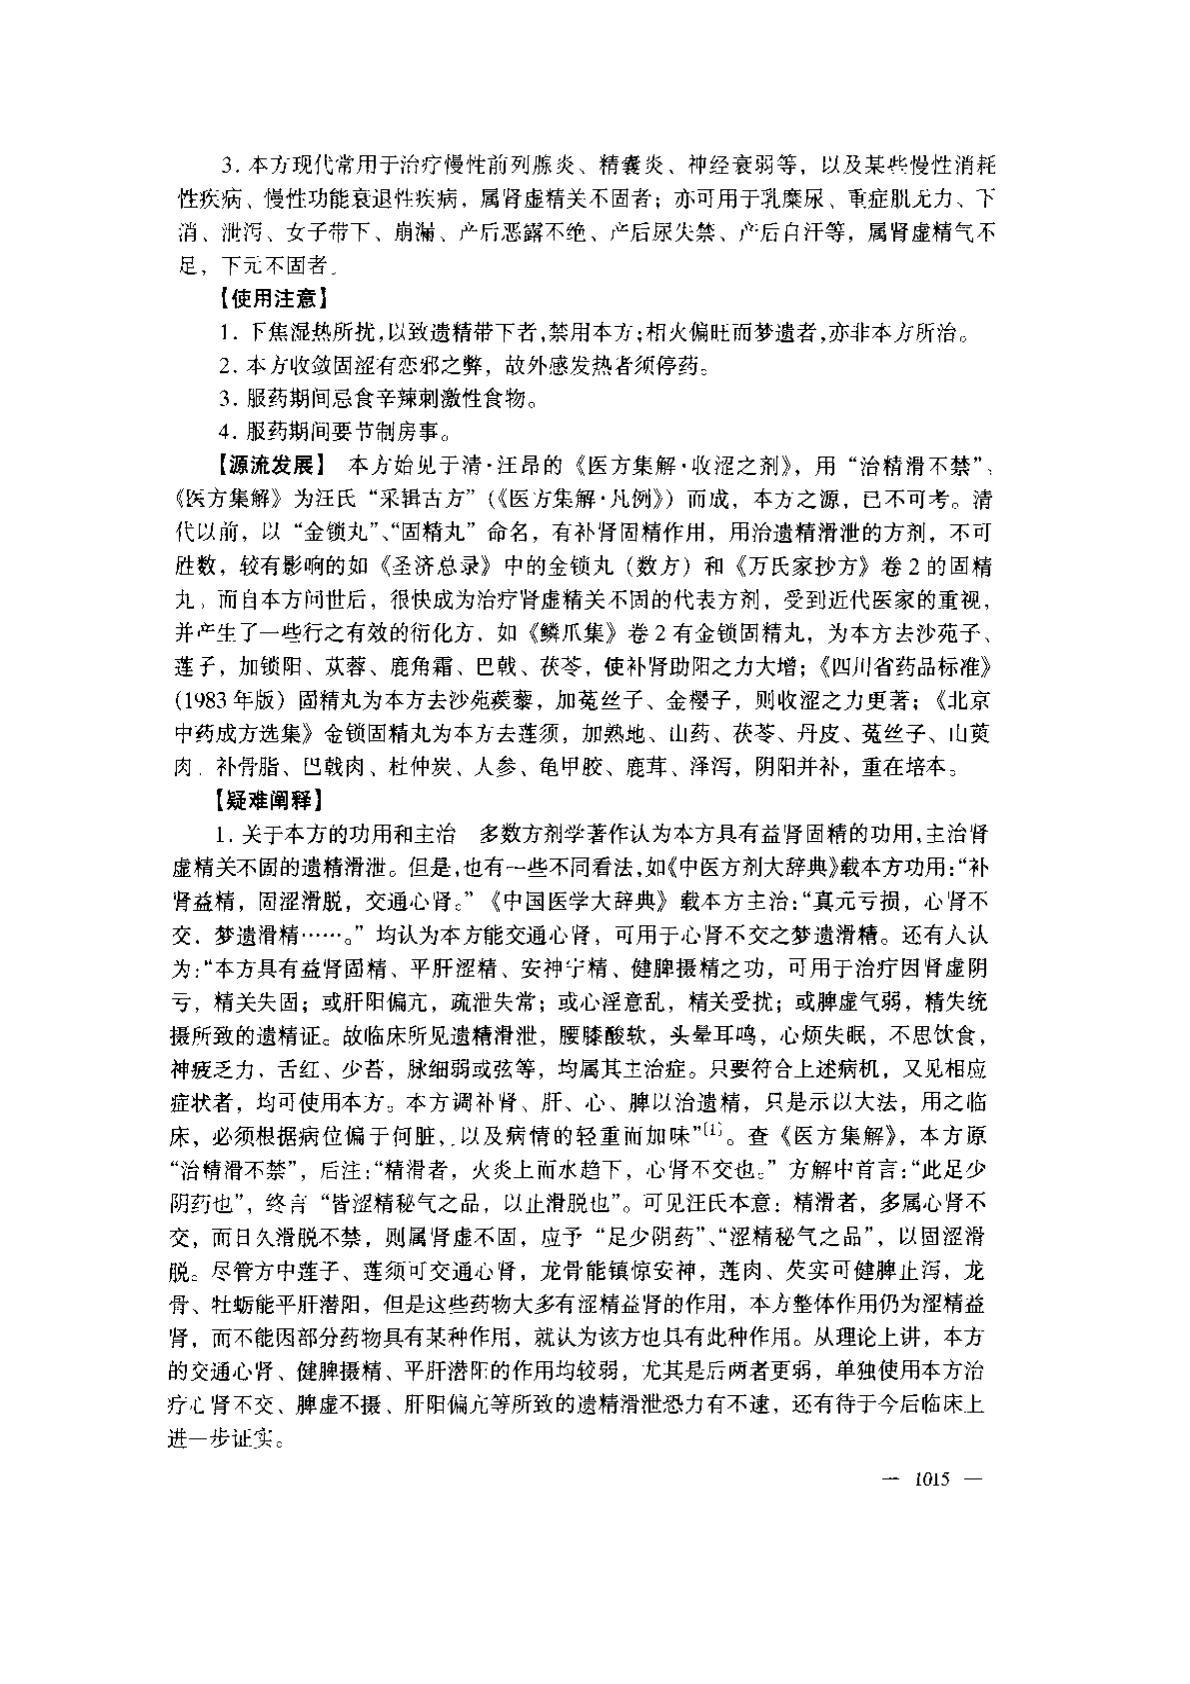 3. 本方现代常用于治疗慢性前列腺炎、精囊炎、神经衰弱等，以及某些慢性消耗
性疾病、慢性功能衰退性疾病，属肾虚精关不固者；亦可用于乳糜尿、重症肌无力、下
消、泄泻、女子带下、崩漏、产后恶露不绝、产后尿失禁、产后自汗等，属肾虚精气不
足，下元不固者。
【使用注意】
1. 下焦湿热所扰,以致遗精带下者,禁用本方;相火偏旺而梦遗者,亦非本方所治。
2. 本方收敛固涩有恋邪之弊，故外感发热者须停药。
3. 服药期间忌食辛辣刺激性食物。
4. 服药期间要节制房事。
【源流发展】 本方始见于清·汪昂的《医方集解·收涩之剂》，用“治精滑不禁”、
《医方集解》为汪氏“采辑古方”（《医方集解·凡例》）而成，本方之源，已不可考。清
代以前，以“金锁丸”、“固精丸”命名，有补肾固精作用，用治遗精滑泄的方剂，不可
胜数，较有影响的如《圣济总录》中的金锁丸（数方）和《万氏家抄方》卷 2 的固精
丸，而自本方问世后，很快成为治疗肾虚精关不固的代表方剂，受到近代医家的重视，
并产生了一些行之有效的衍化方，如《鳞爪集》卷 2 有金锁固精丸，为本方去沙苑子、
莲子，加锁阳、苁蓉、鹿角霜、巴戟、茯苓，使补肾助阳之力大增；《四川省药品标准》
(1983 年版）固精丸为本方去沙苑蒺藜，加菟丝子、金樱子，则收涩之力更著；《北京
中药成方选集》金锁固精丸为本方去莲须，加熟地、山药、茯苓、丹皮、菟丝子、山萸
肉、补骨脂、巴戟肉、杜仲炭、人参、龟甲胶、鹿茸、泽泻，阴阳并补，重在培本。
【疑难阐释】
1. 关于本方的功用和主治　多数方剂学著作认为本方具有益肾固精的功用,主治肾
虚精关不固的遗精滑泄。但是,也有一些不同看法,如《中医方剂大辞典》载本方功用:“补
肾益精，固涩滑脱，交通心肾。”《中国医学大辞典》载本方主治:“真元亏损，心肾不
交，梦遗滑精……。”均认为本方能交通心肾，可用于心肾不交之梦遗滑精。还有人认
为:“本方具有益肾固精、平肝涩精、安神宁精、健脾摄精之功，可用于治疗因肾虚阴
亏，精关失固；或肝阳偏亢，疏泄失常；或心淫意乱，精关受扰；或脾虚气弱，精失统
摄所致的遗精证。故临床所见遗精滑泄，腰膝酸软，头晕耳鸣，心烦失眠，不思饮食，
神疲乏力，舌红、少苔，脉细弱或弦等，均属其主治症。只要符合上述病机，又见相应
症状者，均可使用本方。本方调补肾、肝、心、脾以治遗精，只是示以大法，用之临
床，必须根据病位偏于何脏，以及病情的轻重而加味”[1]。查《医方集解》，本方原
“治精滑不禁”，后注:“精滑者，火炎上而水趋下，心肾不交也。”方解中首言:“此足少
阴药也”，终言“皆涩精秘气之品，以止滑脱也”。可见汪氏本意：精滑者，多属心肾不
交，而日久滑脱不禁，则属肾虚不固，应予“足少阴药”、“涩精秘气之品”，以固涩滑
脱。尽管方中莲子、莲须可交通心肾，龙骨能镇惊安神，莲肉、芡实可健脾止泻，龙
骨、牡蛎能平肝潜阳，但是这些药物大多有涩精益肾的作用，本方整体作用仍为涩精益
肾，而不能因部分药物具有某种作用，就认为该方也具有此种作用。从理论上讲，本方
的交通心肾、健脾摄精、平肝潜阳的作用均较弱，尤其是后两者更弱，单独使用本方治
疗心肾不交、脾虚不摄、肝阳偏亢等所致的遗精滑泄恐力有不逮，还有待于今后临床上
进一步证实。
— 1015 —